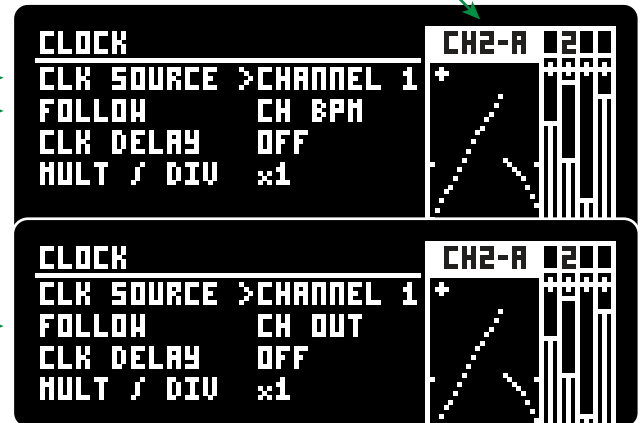 CLOCK CH2-A 2
CLK SOURCE >CHANNEL 1
FOLLOW CH BPM
CLK DELAY OFF
MULT / DIV x1
CLOCK CH2-A 2
CLK SOURCE >CHANNEL 1
FOLLOW CH OUT
CLK DELAY OFF
MULT / DIV x1